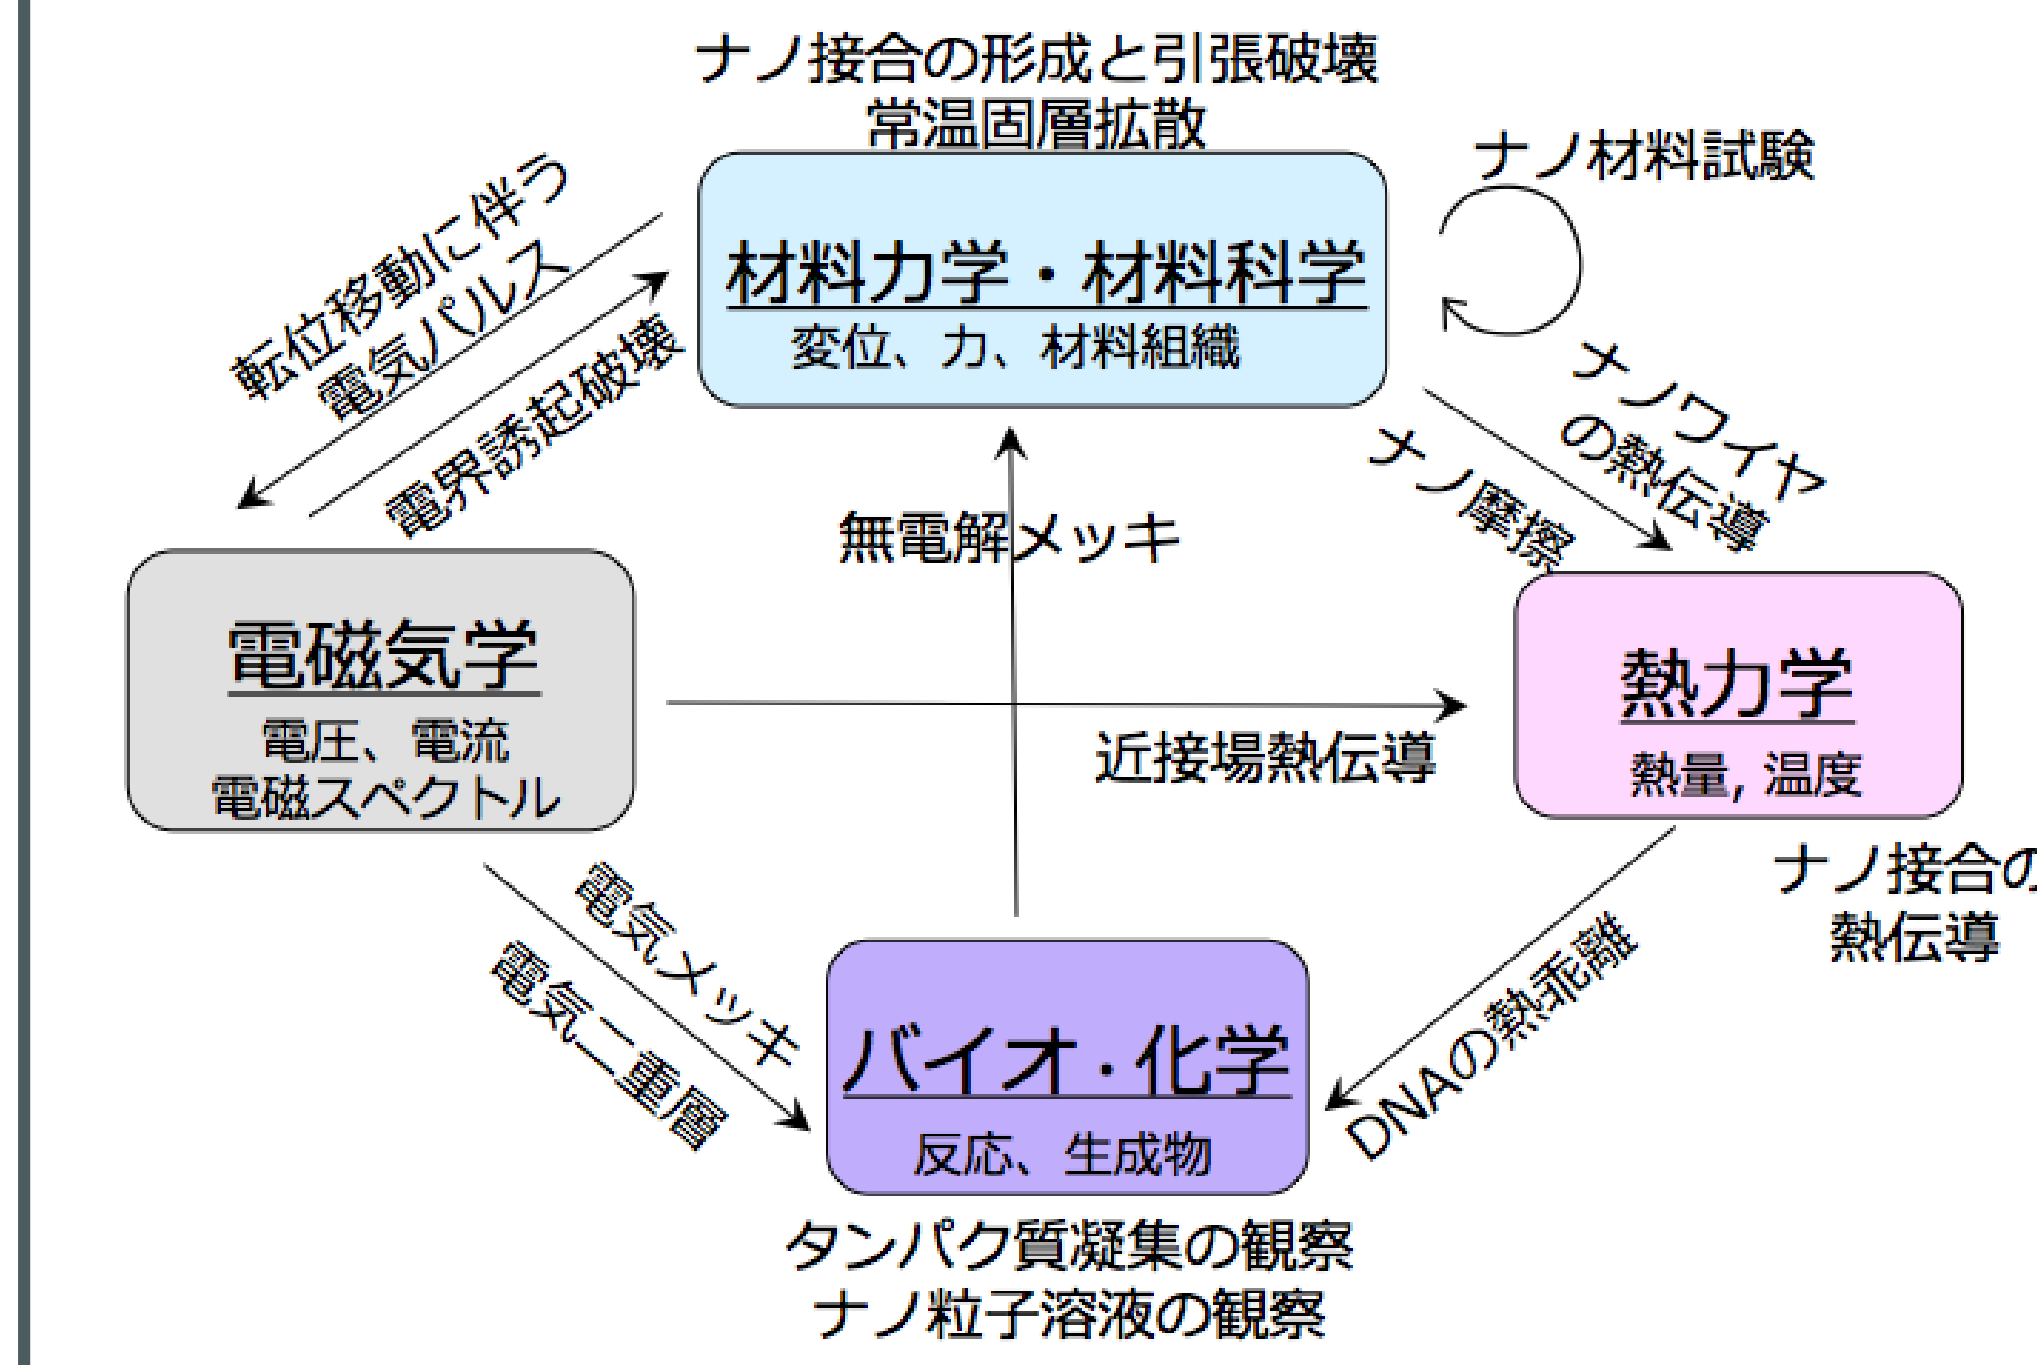 ナノ接合の形成と引張破壊
常温固層拡散
ナノ材料試験
転位移動に伴う
電気パルス
電界誘起破壊
材料力学・材料科学
変位、力、材料組織
ナノワイヤ
の熱伝導
ナノ摩擦
無電解メッキ
電磁気学
電圧、電流
電磁スペクトル
近接場熱伝導
熱力学
熱量, 温度
ナノ接合の
熱伝導
電気メッキ
電気二重層
DNAの熱乖離
バイオ・化学
反応、生成物
タンパク質凝集の観察
ナノ粒子溶液の観察